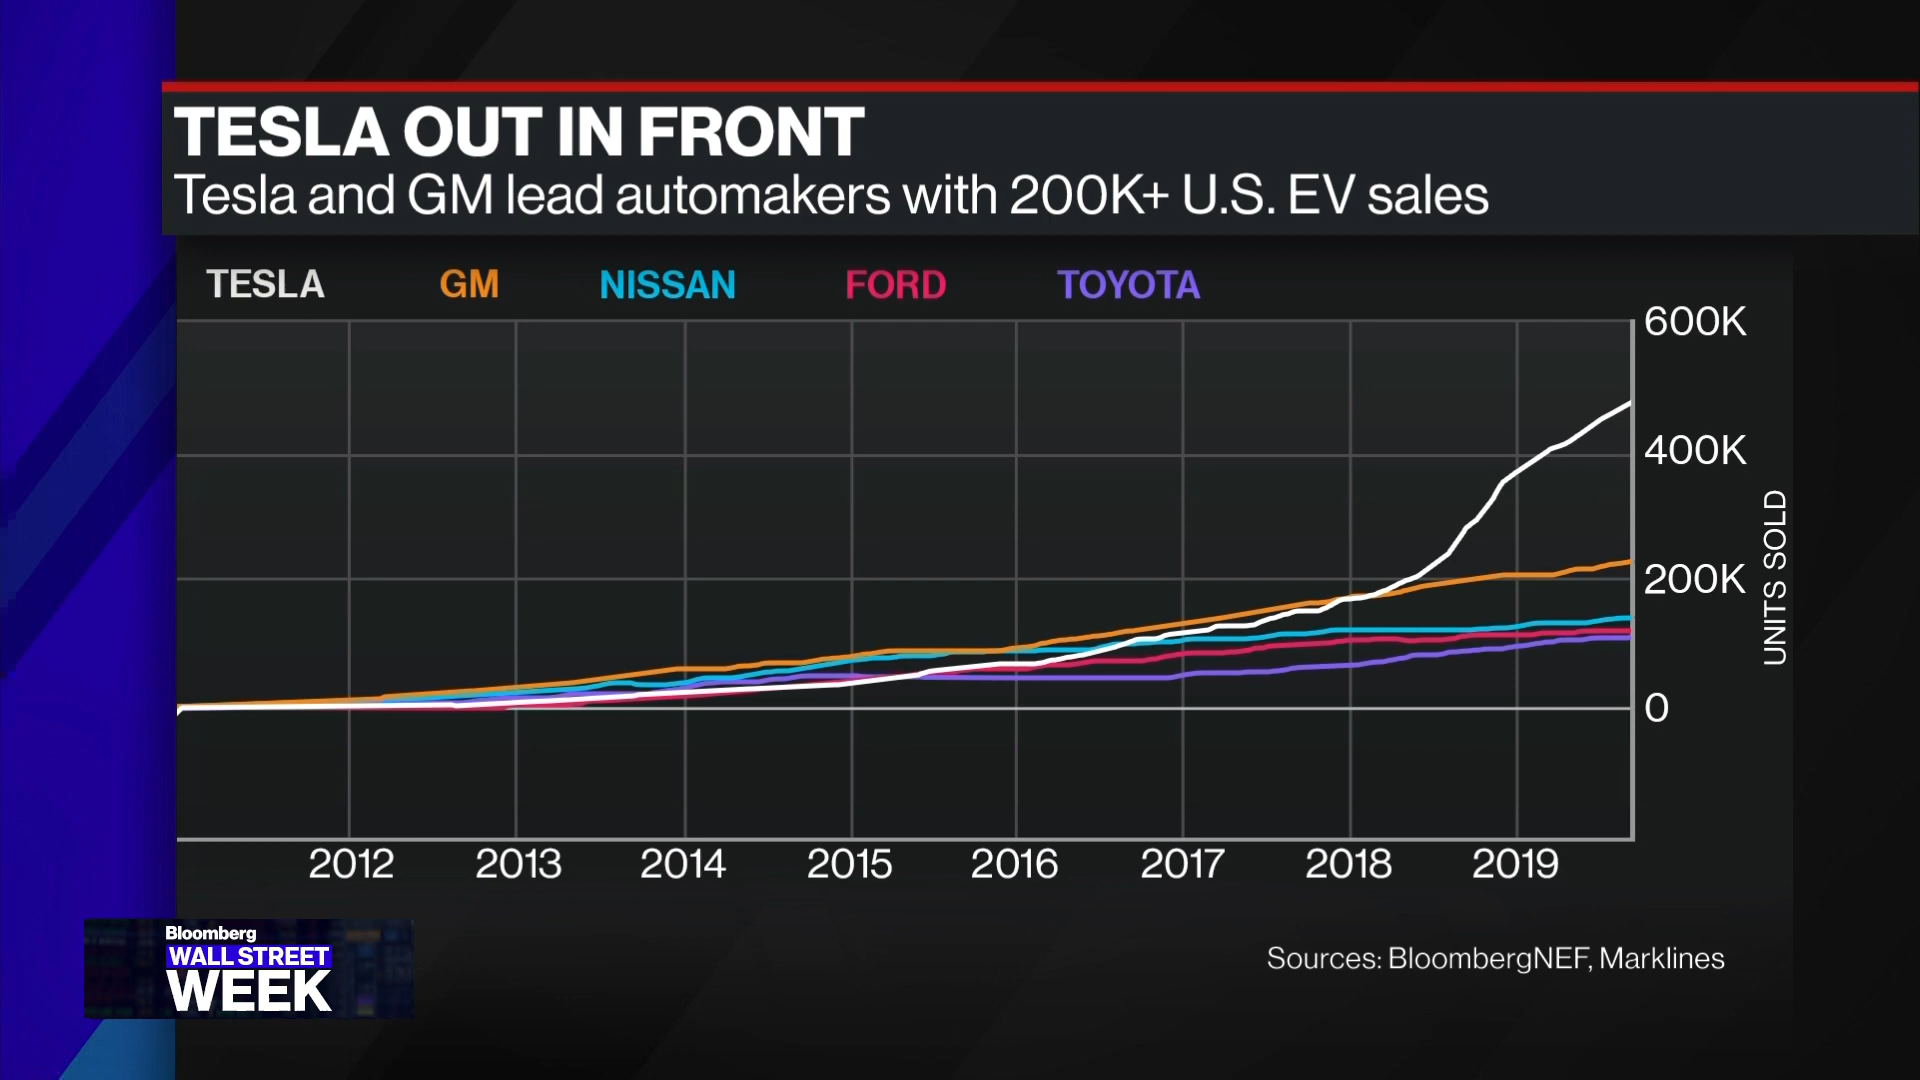 TESLA OUT IN FRONT
Tesla and GM lead automakers with 200K+ U.S. EV sales
TESLA GM NISSAN FORD TOYOTA
600K
400K
200K
0
UNITS SOLD
2012 2013 2014 2015 2016 2017 2018 2019
Bloomberg
WALL STREET
WEEK
Sources: BloombergNEF, Marklines